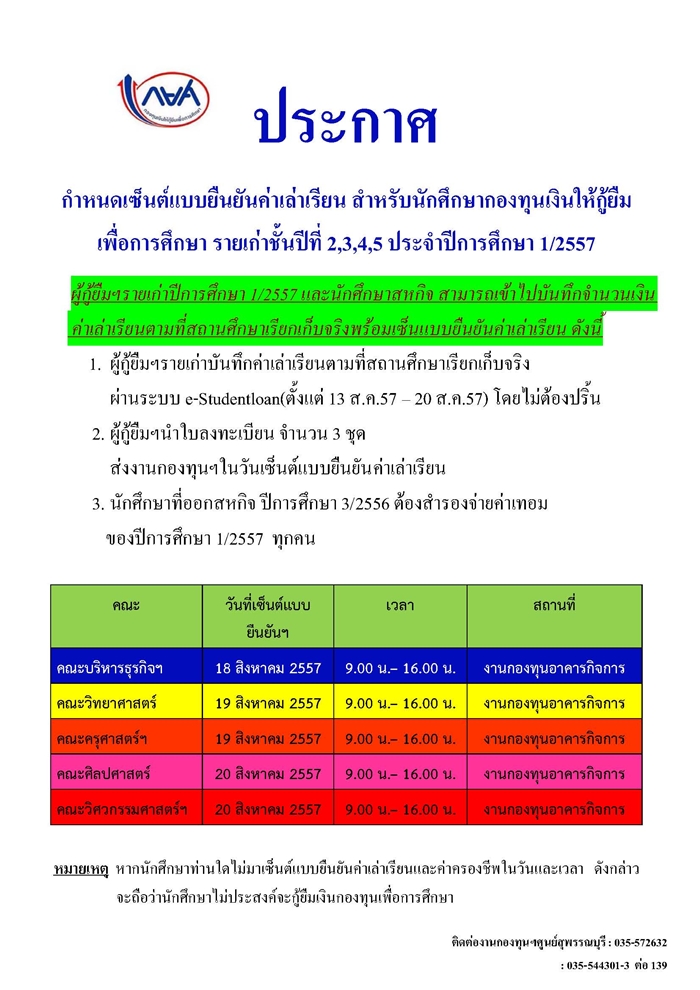 กยศ
กองทุนเงินให้กู้ยืมเพื่อการศึกษา
ประกาศ
กำหนดเซ็นต์แบบยืนยันค่าเล่าเรียน สำหรับนักศึกษากองทุนเงินให้กู้ยืม
เพื่อการศึกษา รายเก่าชั้นปีที่ 2,3,4,5 ประจำปีการศึกษา 1/2557
ผู้กู้ยืมฯรายเก่าปีการศึกษา 1/2557 และนักศึกษาสหกิจ สามารถเข้าไปบันทึกจำนวนเงิน
ค่าเล่าเรียนตามที่สถานศึกษาเรียกเก็บจริงพร้อมเซ็นแบบยืนยันค่าเล่าเรียน ดังนี้
1. ผู้กู้ยืมฯรายเก่าบันทึกค่าเล่าเรียนตามที่สถานศึกษาเรียกเก็บจริง
ผ่านระบบ e-Studentloan(ตั้งแต่ 13 ส.ค.57 – 20 ส.ค.57) โดยไม่ต้องปริ้น
2. ผู้กู้ยืมฯนำใบลงทะเบียน จำนวน 3 ชุด
ส่งงานกองทุนฯในวันเซ็นต์แบบยืนยันค่าเล่าเรียน
3. นักศึกษาที่ออกสหกิจ ปีการศึกษา 3/2556 ต้องสำรองจ่ายค่าเทอม
ของปีการศึกษา 1/2557 ทุกคน
คณะ วันที่เซ็นต์แบบ เวลา สถานที่
ยืนยันฯ
คณะบริหารธุรกิจฯ 18 สิงหาคม 2557 9.00 น.– 16.00 น. งานกองทุนอาคารกิจการ
คณะวิทยาศาสตร์ 19 สิงหาคม 2557 9.00 น.– 16.00 น. งานกองทุนอาคารกิจการ
คณะครุศาสตร์ฯ 19 สิงหาคม 2557 9.00 น.– 16.00 น. งานกองทุนอาคารกิจการ
คณะศิลปศาสตร์ 20 สิงหาคม 2557 9.00 น.– 16.00 น. งานกองทุนอาคารกิจการ
คณะวิศวกรรมศาสตร์ฯ 20 สิงหาคม 2557 9.00 น.– 16.00 น. งานกองทุนอาคารกิจการ
หมายเหตุ หากนักศึกษาท่านใดไม่มาเซ็นต์แบบยืนยันค่าเล่าเรียนและค่าครองชีพในวันและเวลา ดังกล่าว
จะถือว่านักศึกษาไม่ประสงค์จะกู้ยืมเงินกองทุนเพื่อการศึกษา
ติดต่องานกองทุนฯศูนย์สุพรรณบุรี : 035-572632
: 035-544301-3 ต่อ 139